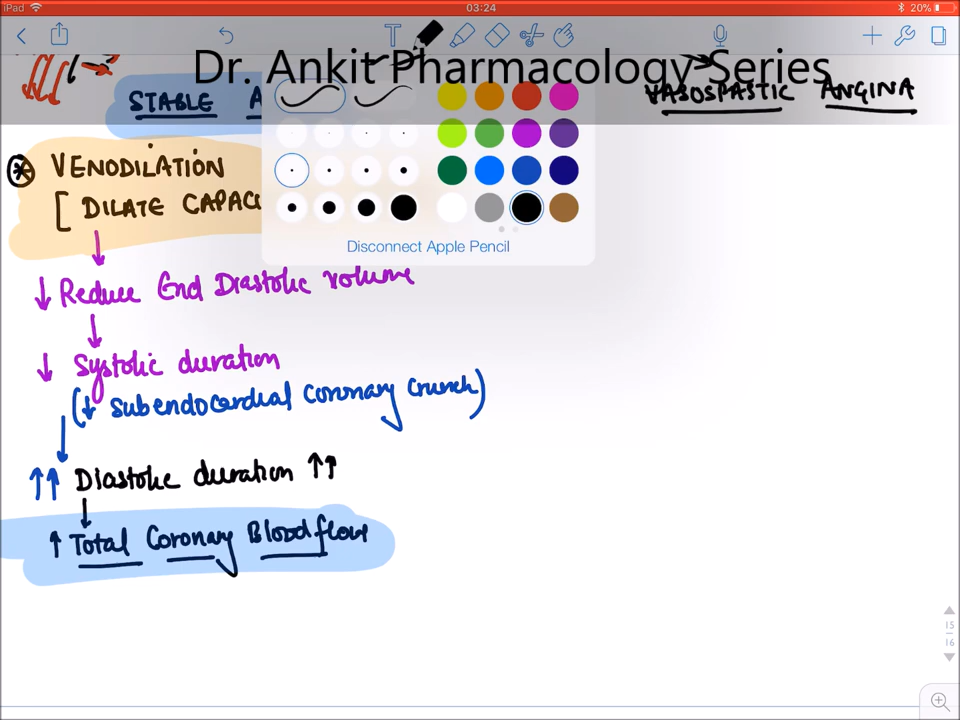 iPad 03:24 20%
T
Dr. Ankit Pharmacology Series
STABLE A VASOSPASTIC ANGINA
VENODILATION
[ DILATE CAPACI
↓ Reduce End Diastolic volume
↓ Systolic duration
(↓ Subendocardial coronary crunch)
↑↑ Diastolic duration ↑↑
↑ Total Coronary Bloodflow
Disconnect Apple Pencil
15
16